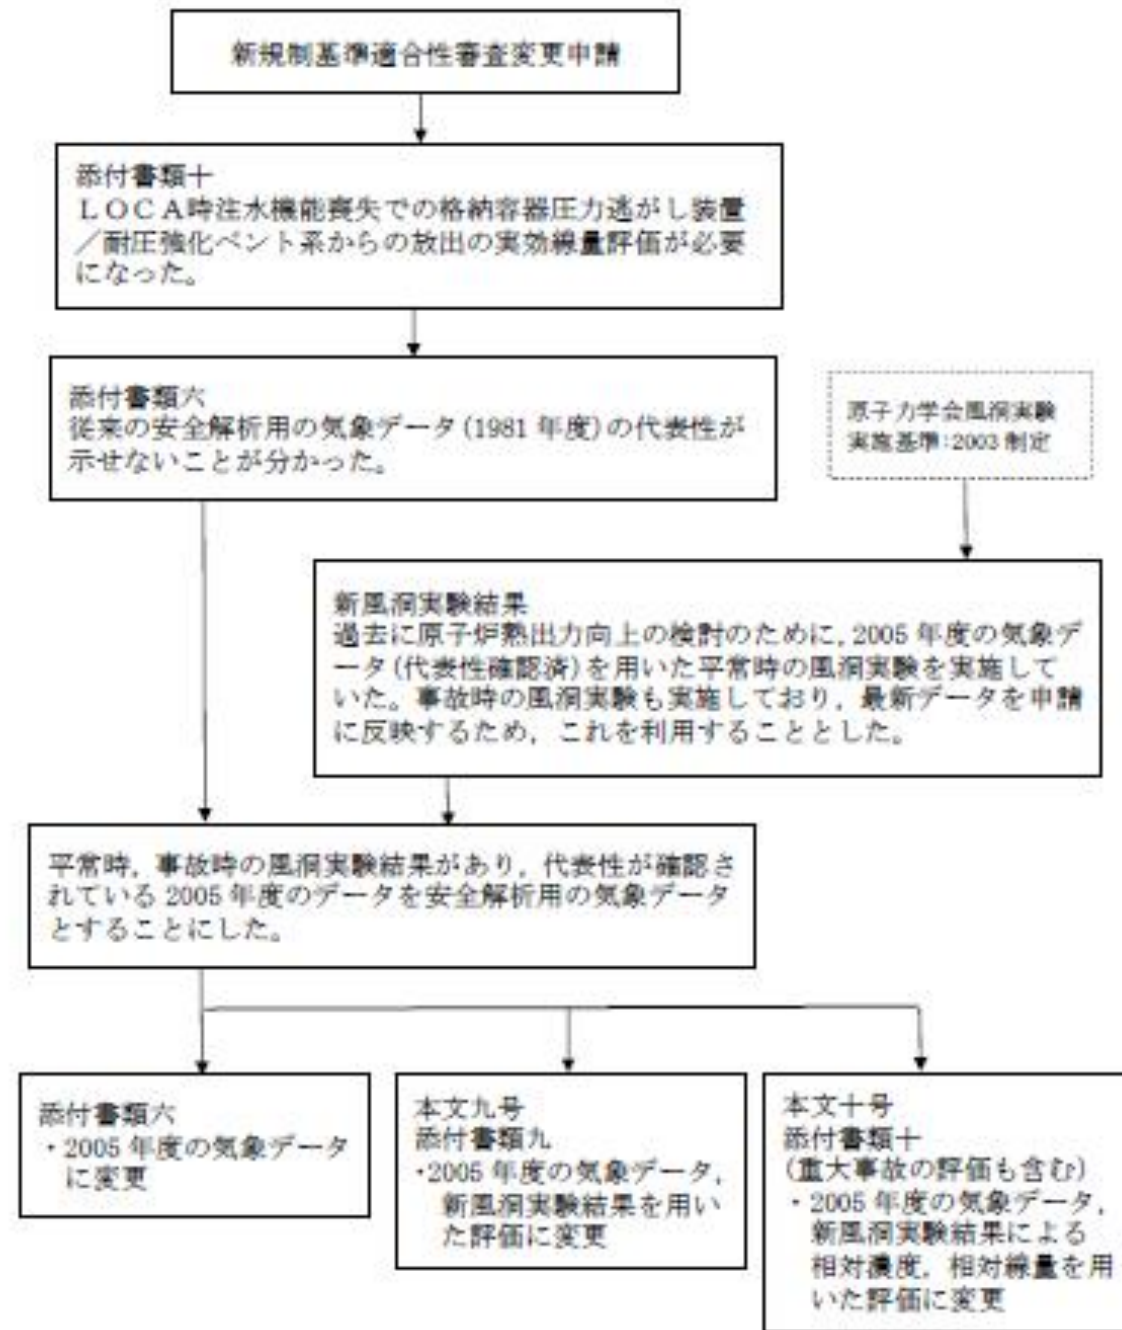 新規制基準適合性審査変更申請
添付書類十
LOCA時注水機能喪失での格納容器圧力逃がし装置
／耐圧強化ベント系からの放出の実効線量評価が必要
になった。
添付書類六
従来の安全解析用の気象データ(1981 年度)の代表性が
示せないことが分かった。
原子力学会風洞実験
実施基準:2003 制定
新風洞実験結果
過去に原子炉熱出力向上の検討のために,2005 年度の気象デ
ータ(代表性確認済)を用いた平常時の風洞実験を実施して
いた。事故時の風洞実験も実施しており,最新データを申請
に反映するため,これを利用することとした。
平常時,事故時の風洞実験結果があり,代表性が確認さ
れている 2005 年度のデータを安全解析用の気象データ
とすることにした。
添付書類六
・2005 年度の気象データ
に変更
本文九号
添付書類九
・2005 年度の気象データ,
新風洞実験結果を用い
た評価に変更
本文十号
添付書類十
(重大事故の評価も含む)
・2005 年度の気象データ,
新風洞実験結果による
相対濃度,相対線量を用
いた評価に変更